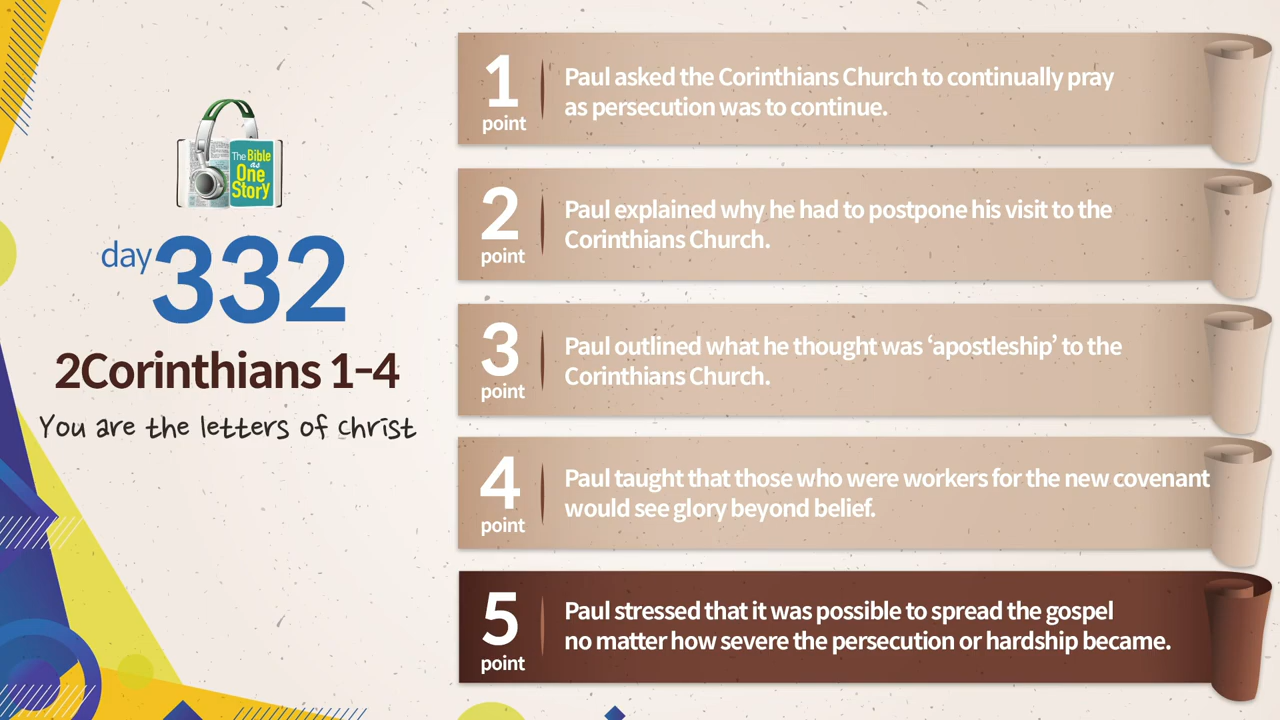 The Bible
as
One
Story
day 332
2Corinthians 1-4
You are the letters of christ
1
point
Paul asked the Corinthians Church to continually pray
as persecution was to continue.
2
point
Paul explained why he had to postpone his visit to the
Corinthians Church.
3
point
Paul outlined what he thought was ‘apostleship’ to the
Corinthians Church.
4
point
Paul taught that those who were workers for the new covenant
would see glory beyond belief.
5
point
Paul stressed that it was possible to spread the gospel
no matter how severe the persecution or hardship became.